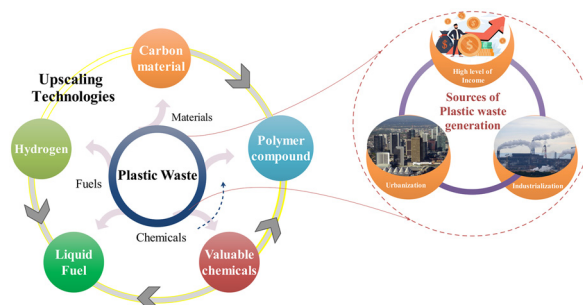 Carbon
material
Upscaling
Technologies
Materials
Hydrogen
Polymer
compound
Plastic Waste
Fuels
Chemicals
Liquid
Fuel
Valuable
chemicals
High level of
Income
Sources of
Plastic waste
generation
Urbanization
Industrialization